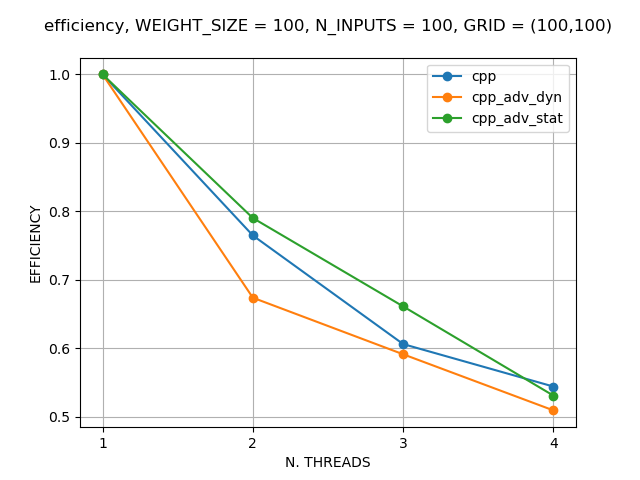 efficiency, WEIGHT_SIZE = 100, N_INPUTS = 100, GRID = (100,100)
cpp
cpp_adv_dyn
cpp_adv_stat
EFFICIENCY
1.0
0.9
0.8
0.7
0.6
0.5
1 2 3 4
N. THREADS